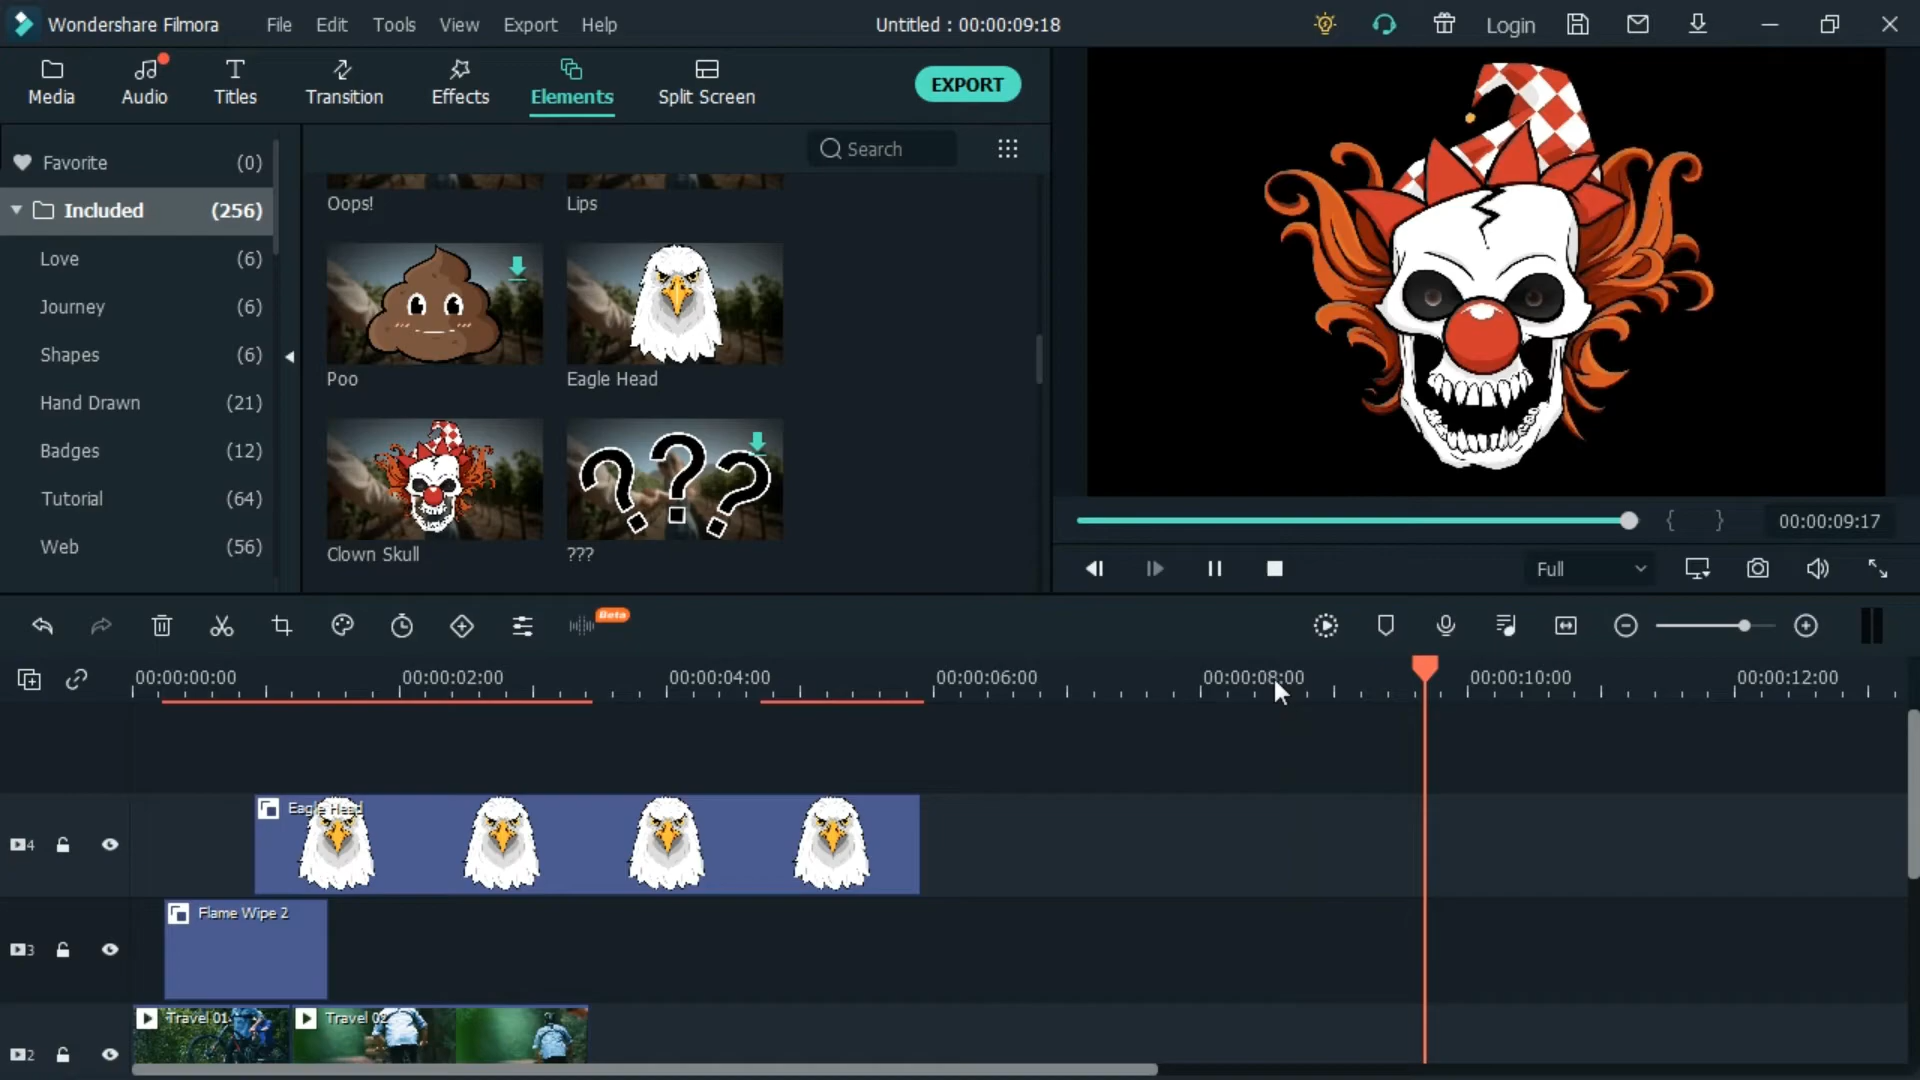 Wondershare Filmora File Edit Tools View Export Help Untitled : 00:00:09:18 Login
Media Audio Titles Transition Effects Elements Split Screen EXPORT
Favorite (0)
Search
Included (256)
Oops! Lips
Love (6)
Journey (6)
Shapes (6)
Poo Eagle Head
Hand Drawn (21)
Badges (12)
Tutorial (64)
???
Web (56)
Clown Skull ???
{ } 00:00:09:17
Full
Beta
00:00:00:00 00:00:02:00 00:00:04:00 00:00:06:00 00:00:08:00 00:00:10:00 00:00:12:00
Eagle Head
4
Flame Wipe 2
3
Travel 01 Travel 02
2